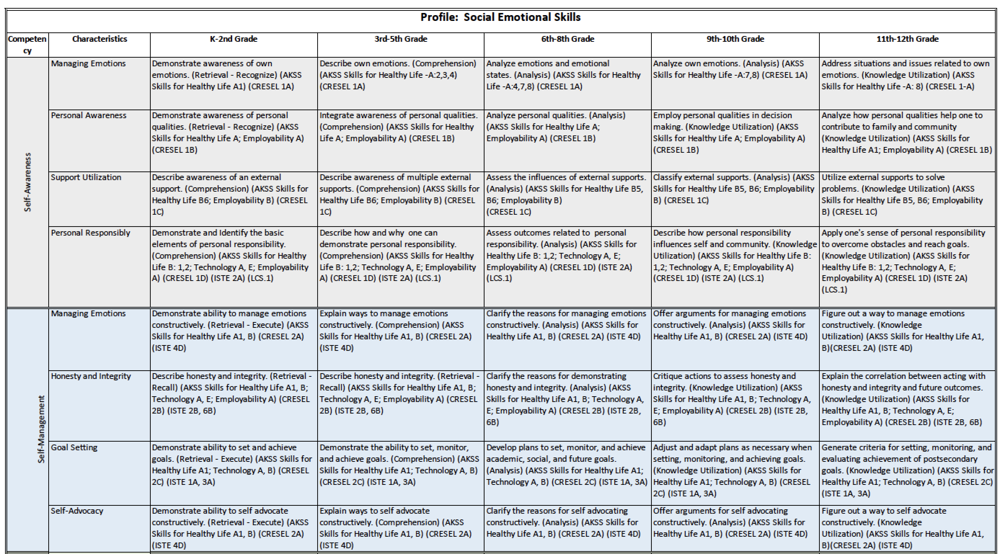 Profile:  Social Emotional Skills
Competen
cy
Characteristics
K-2nd Grade
3rd-5th Grade
6th-8th Grade
9th-10th Grade
11th-12th Grade
Self-Awareness
Managing Emotions
Demonstrate awareness of own
emotions. (Retrieval - Recognize) (AKSS
Skills for Healthy Life A1) (CRESEL 1A)
Describe own emotions. (Comprehension)
(AKSS Skills for Healthy Life -A:2,3,4)
(CRESEL 1A)
Analyze emotions and emotional
states. (Analysis) (AKSS Skills for Healthy
Life -A:4,7,8) (CRESEL 1A)
Analyze own emotions. (Analysis) (AKSS
Skills for Healthy Life -A:7,8) (CRESEL 1A)
Address situations and issues related to own
emotions. (Knowledge Utilization) (AKSS
Skills for Healthy Life -A: 8) (CRESEL 1-A)
Personal Awareness
Demonstrate awareness of personal
qualities. (Retrieval - Recognize) (AKSS
Skills for Healthy Life A; Employability A)
(CRESEL 1B)
Integrate awareness of personal qualities.
(Comprehension) (AKSS Skills for Healthy
Life A; Employability A) (CRESEL 1B)
Analyze personal qualities. (Analysis)
(AKSS Skills for Healthy Life A;
Employability A) (CRESEL 1B)
Employ personal qualities in decision
making. (Knowledge Utilization) (AKSS
Skills for Healthy Life A; Employability A)
(CRESEL 1B)
Analyze how personal qualities help one to
contribute to family and community
(Knowledge Utilization) (AKSS Skills for
Healthy Life A1; Employability A) (CRESEL 1B)
Support Utilization
Describe awareness of an external
support. (Comprehension) (AKSS Skills for
Healthy Life B6; Employability B) (CRESEL
1C)
Describe awareness of multiple external
supports. (Comprehension) (AKSS Skills for
Healthy Life B6; Employability B) (CRESEL
1C)
Assess the influences of external supports.
(Analysis) (AKSS Skills for Healthy Life B5,
B6; Employability B)
(CRESEL 1C)
Classify external supports. (Analysis) (AKSS
Skills for Healthy Life B5, B6; Employability
B) (CRESEL 1C)
Utilize external supports to solve
problems. (Knowledge Utilization) (AKSS
Skills for Healthy Life B5, B6; Employability
B) (CRESEL 1C)
Personal Responsibly
Demonstrate and Identify the basic
elements of personal responsibility.
(Comprehension) (AKSS Skills for Healthy
Life B: 1,2; Technology A, E; Employability
A) (CRESEL 1D) (ISTE 2A) (LCS.1)
Describe how and why  one can
demonstrate personal responsibility.
(Comprehension) (AKSS Skills for Healthy
Life B: 1,2; Technology A, E; Employability
A) (CRESEL 1D) (ISTE 2A) (LCS.1)
Assess outcomes related to  personal
responsibility. (Analysis) (AKSS Skills for
Healthy Life B: 1,2; Technology A, E;
Employability A) (CRESEL 1D) (ISTE 2A)
(LCS.1)
Describe how personal responsibility
influences self and community. (Knowledge
Utilization) (AKSS Skills for Healthy Life B:
1,2; Technology A, E; Employability A)
(CRESEL 1D) (ISTE 2A) (LCS.1)
Apply one's sense of personal responsibility
to overcome obstacles and reach goals.
(Knowledge Utilization) (AKSS Skills for
Healthy Life B: 1,2; Technology A, E;
Employability A) (CRESEL 1D) (ISTE 2A)
(LCS.1)
Self-Management
Managing Emotions
Demonstrate ability to manage emotions
constructively. (Retrieval - Execute) (AKSS
Skills for Healthy Life A1, B) (CRESEL 2A)
(ISTE 4D)
Explain ways to manage emotions
constructively. (Comprehension) (AKSS
Skills for Healthy Life A1, B) (CRESEL 2A)
(ISTE 4D)
Clarify the reasons for managing emotions
constructively. (Analysis) (AKSS Skills for
Healthy Life A1, B) (CRESEL 2A) (ISTE 4D)
Offer arguments for managing emotions
constructively. (Analysis) (AKSS Skills for
Healthy Life A1, B) (CRESEL 2A) (ISTE 4D)
Figure out a way to manage emotions
constructively. (Knowledge
Utilization) (AKSS Skills for Healthy Life A1,
B)(CRESEL 2A) (ISTE 4D)
Honesty and Integrity
Describe honesty and integrity. (Retrieval -
Recall) (AKSS Skills for Healthy Life A1, B;
Technology A, E; Employability A) (CRESEL
2B) (ISTE 2B, 6B)
Describe honesty and integrity. (Retrieval -
Recall) (AKSS Skills for Healthy Life A1, B;
Technology A, E; Employability A) (CRESEL
2B) (ISTE 2B, 6B)
Clarify the reasons for demonstrating
honesty and integrity. (Analysis) (AKSS
Skills for Healthy Life A1, B; Technology A,
E; Employability A) (CRESEL 2B) (ISTE 2B,
6B)
Critique actions to assess honesty and
integrity. (Knowledge Utilization) (AKSS
Skills for Healthy Life A1, B; Technology A,
E; Employability A) (CRESEL 2B) (ISTE 2B,
6B)
Explain the correlation between acting with
honesty and integrity and future outcomes.
(Knowledge Utilization) (AKSS Skills for
Healthy Life A1, B; Technology A, E;
Employability A) (CRESEL 2B) (ISTE 2B, 6B)
Goal Setting
Demonstrate ability to set and achieve
goals. (Retrieval - Execute) (AKSS Skills for
Healthy Life A1; Technology A, B) (CRESEL
2C) (ISTE 1A, 3A)
Demonstrate the ability to set, monitor,
and achieve goals. (Comprehension) (AKSS
Skills for Healthy Life A1; Technology A, B)
(CRESEL 2C) (ISTE 1A, 3A)
Develop plans to set, monitor, and achieve
academic, social, and future goals.
(Analysis) (AKSS Skills for Healthy Life A1;
Technology A, B) (CRESEL 2C) (ISTE 1A, 3A)
Adjust and adapt plans as necessary when
setting, monitoring, and achieving goals.
(Knowledge Utilization) (AKSS Skills for
Healthy Life A1; Technology A, B) (CRESEL
2C) (ISTE 1A, 3A)
Generate criteria for setting, monitoring, and
evaluating achievement of postsecondary
goals. (Knowledge Utilization) (AKSS Skills for
Healthy Life A1; Technology A, B) (CRESEL 2C)
(ISTE 1A, 3A)
Self-Advocacy
Demonstrate ability to self advocate
constructively. (Retrieval - Execute) (AKSS
Skills for Healthy Life A1, B) (CRESEL 2A)
(ISTE 4D)
Explain ways to self advocate
constructively. (Comprehension) (AKSS
Skills for Healthy Life A1, B) (CRESEL 2A)
(ISTE 4D)
Clarify the reasons for self advocating
constructively. (Analysis) (AKSS Skills for
Healthy Life A1, B) (CRESEL 2A) (ISTE 4D)
Offer arguments for self advocating
constructively. (Analysis) (AKSS Skills for
Healthy Life A1, B) (CRESEL 2A) (ISTE 4D)
Figure out a way to self advocate
constructively. (Knowledge
Utilization) (AKSS Skills for Healthy Life A1,
B)(CRESEL 2A) (ISTE 4D)